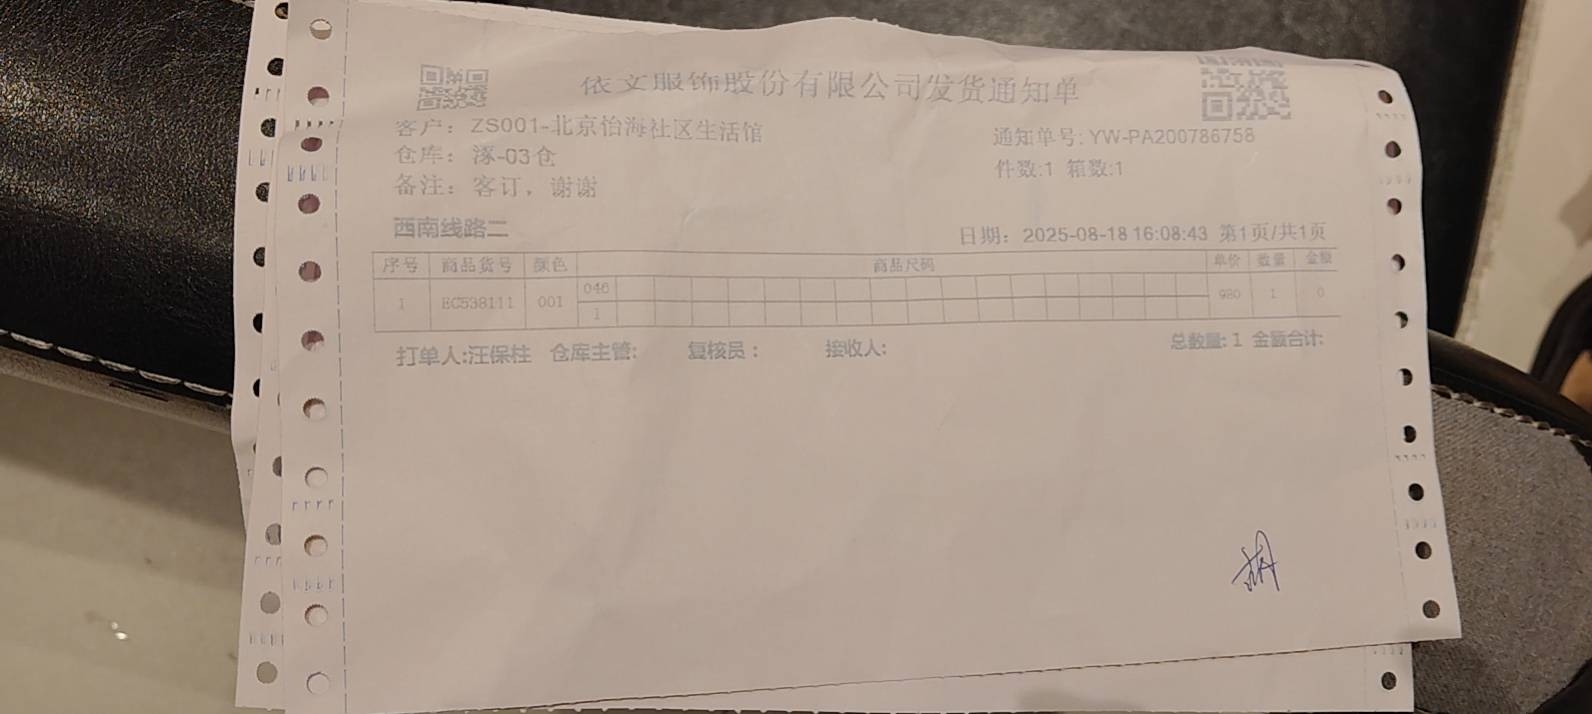 依文服饰股份有限公司发货通知单
客户：ZS001-北京怡海社区生活馆
通知单号: YW-PA200786758
仓库：涿-03仓
件数:1 箱数:1
备注：客订，谢谢
西南线路二
日期：2025-08-18 16:08:43 第1页/共1页
序号 商品货号 颜色 商品尺码 单价 数量 金额
046
1 EC538111 001 980 1 0
1
打单人:汪保柱 仓库主管: 复核员： 接收人: 总数量: 1 金额合计: